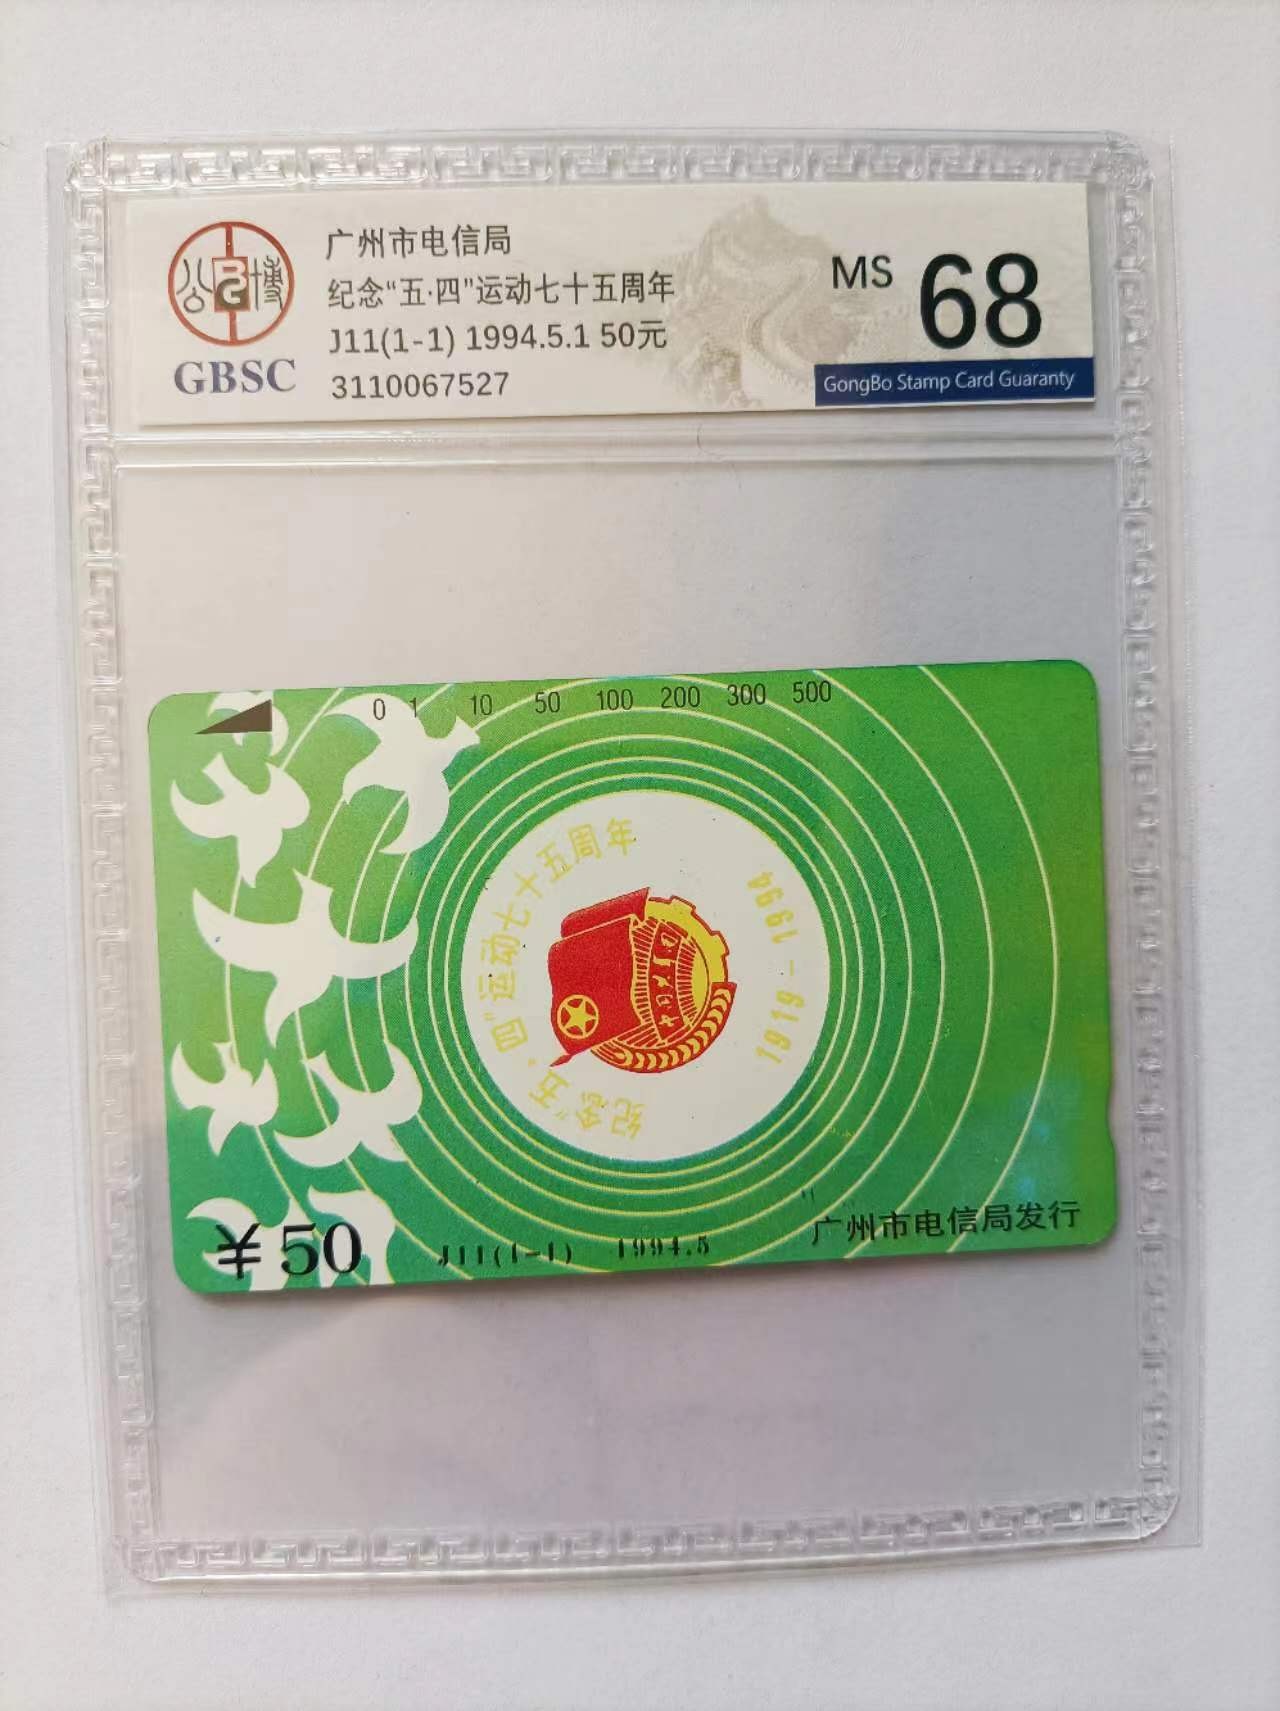 公博
GBSC
广州市电信局
纪念“五·四”运动七十五周年
J11(1-1) 1994.5.1 50元
3110067527
MS 68
GongBo Stamp Card Guaranty
0 1 10 50 100 200 300 500
纪念“五·四”运动七十五周年
1919-1994
¥50
J11(1-1) 1994.5
广州市电信局发行